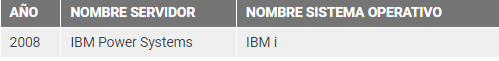 AÑO NOMBRE SERVIDOR NOMBRE SISTEMA OPERATIVO
2008 IBM Power Systems IBM i